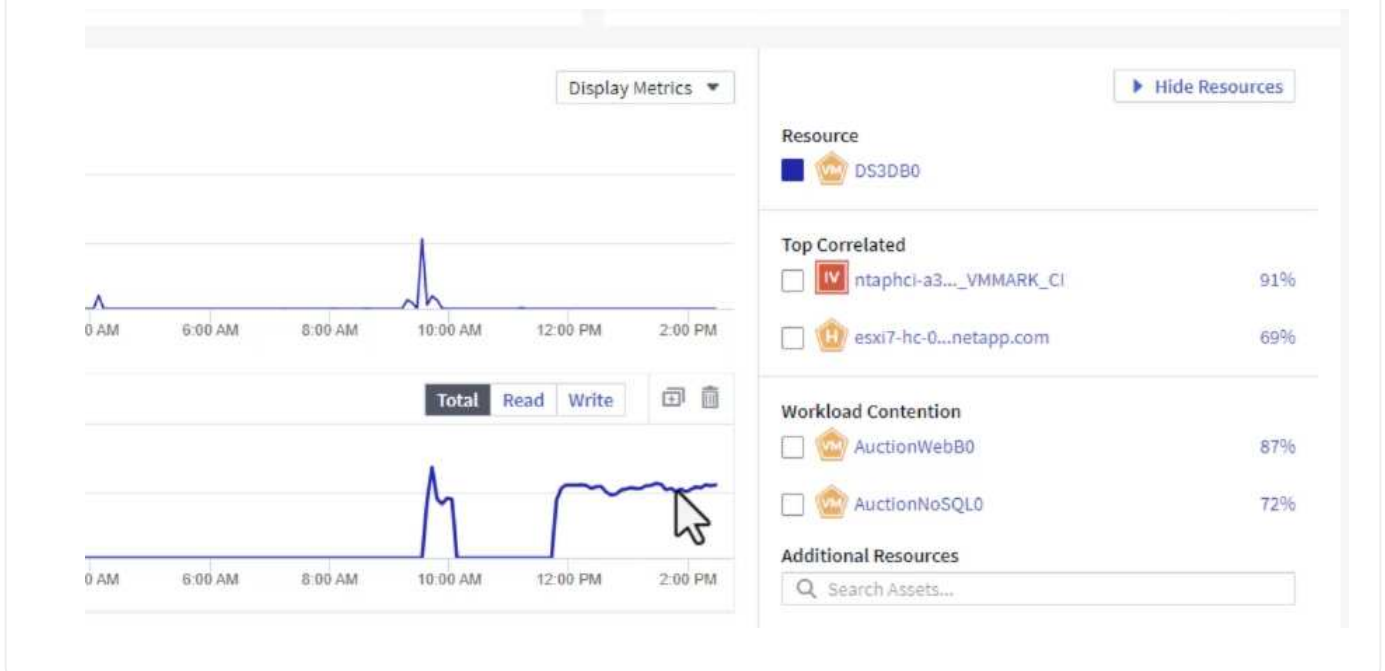 Display Metrics
Hide Resources
Resource
VM DS3DB0
Top Correlated
IV ntaphci-a3..._VMMARK_CI 91%
H esxi7-hc-0...netapp.com 69%
0 AM 6:00 AM 8:00 AM 10:00 AM 12:00 PM 2:00 PM
Total Read Write
Workload Contention
VM AuctionWebB0 87%
VM AuctionNoSQL0 72%
Additional Resources
Search Assets...
0 AM 6:00 AM 8:00 AM 10:00 AM 12:00 PM 2:00 PM